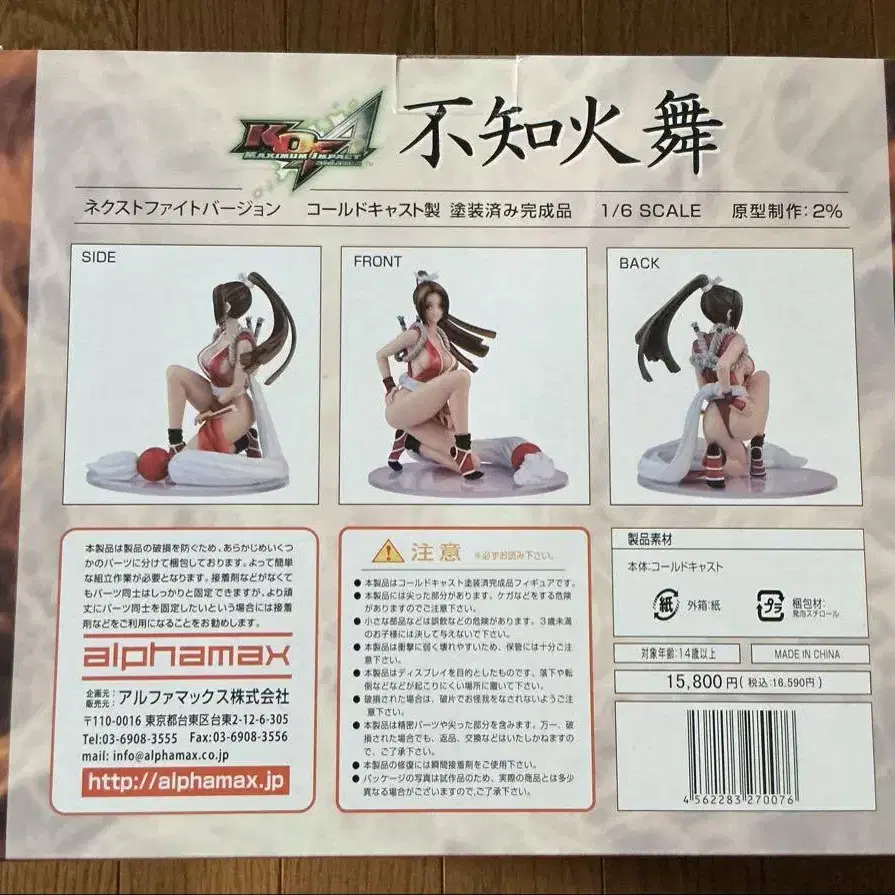 KOF
MAXIMUM IMPACT
不知火舞
ネクストファイトバージョン コールドキャスト製 塗装済み完成品 1/6 SCALE 原型制作:2%
SIDE
FRONT
BACK
本製品は製品の破損を防ぐため、あらかじめいくつ
かのパーツに分けて梱包しております。よって簡単
な組立作業が必要となります。接着剤などがなくて
もパーツ同士はしっかりと固定できますが、より頑
丈にパーツ同士を固定したいという場合には接着
剤などをご利用になることをお勧めします。
alphamax
企画元:
販売元:
アルファマックス株式会社
〒110-0016 東京都台東区台東2-12-6-305
Tel:03-6908-3555 Fax:03-6908-3556
mail: info@alphamax.co.jp
http://alphamax.jp
注意 ※必ずお読み下さい。
●本製品はコールドキャスト塗装済完成品フィギュアです。
●本製品には尖った部分があります。ケガなどをする危険
がありますのでご注意下さい。
●小さな部品などは誤飲などの危険があります。3歳未満
のお子様には決して与えないで下さい。
●本製品は衝撃に弱く壊れやすいため、保管には十分ご注
意下さい。
●本製品はディスプレイを目的としたものです。落下や転
倒などなどが起こりにくい場所に置いて下さい。
●破損された場合は、破片でお怪我をなされないようご注
意下さい。
●本製品は精密パーツや尖った部分を含みます。万一、破
損された場合でも、返品、交換などはいたしかねますの
で、ご了承下さい。
●本製品の修復には瞬間接着剤をご使用下さい。
●パッケージの写真は試作品のため、実際の商品とは多少
異なる場合がございますので、ご了承下さい。
製品素材
本体:コールドキャスト
紙 外箱:紙
プラ 梱包材:
発泡スチロール
対象年齢:14歳以上
MADE IN CHINA
15,800円(税込:16,590円)
4 562283 270076